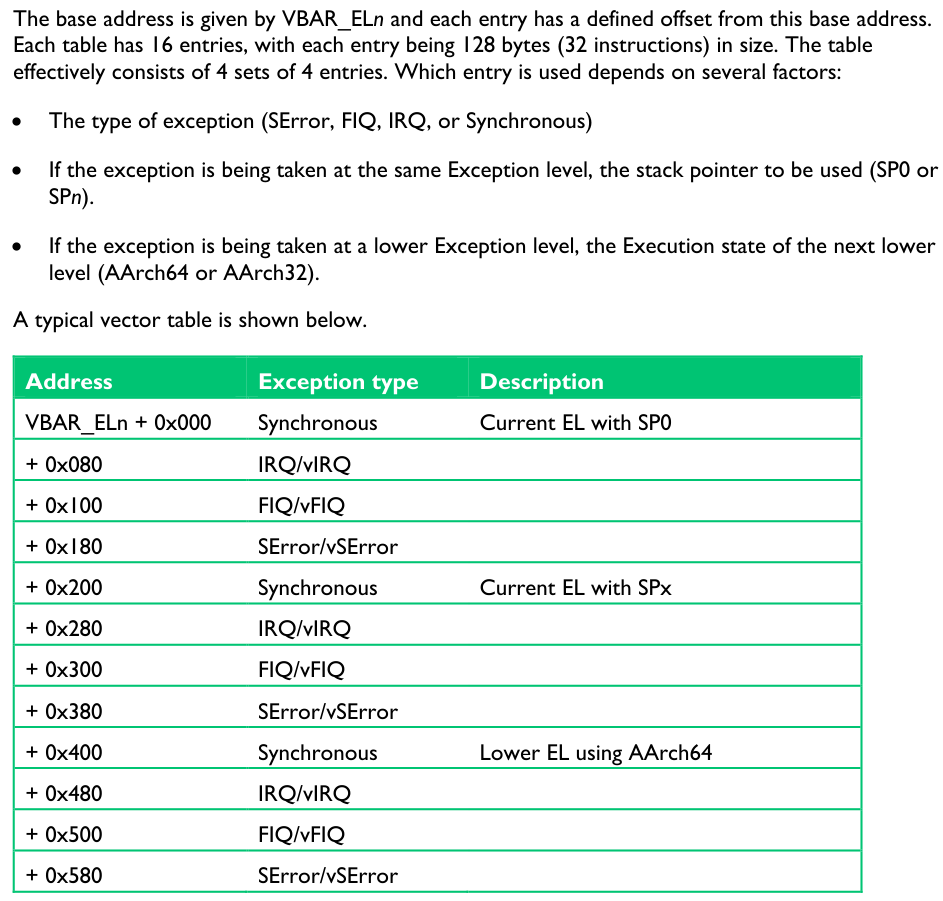 The base address is given by VBAR_ELn and each entry has a defined offset from this base address.
Each table has 16 entries, with each entry being 128 bytes (32 instructions) in size. The table
effectively consists of 4 sets of 4 entries. Which entry is used depends on several factors:
• The type of exception (SError, FIQ, IRQ, or Synchronous)
• If the exception is being taken at the same Exception level, the stack pointer to be used (SP0 or
SPn).
• If the exception is being taken at a lower Exception level, the Execution state of the next lower
level (AArch64 or AArch32).
A typical vector table is shown below.
Address Exception type Description
VBAR_ELn + 0x000 Synchronous Current EL with SP0
+ 0x080 IRQ/vIRQ
+ 0x100 FIQ/vFIQ
+ 0x180 SError/vSError
+ 0x200 Synchronous Current EL with SPx
+ 0x280 IRQ/vIRQ
+ 0x300 FIQ/vFIQ
+ 0x380 SError/vSError
+ 0x400 Synchronous Lower EL using AArch64
+ 0x480 IRQ/vIRQ
+ 0x500 FIQ/vFIQ
+ 0x580 SError/vSError